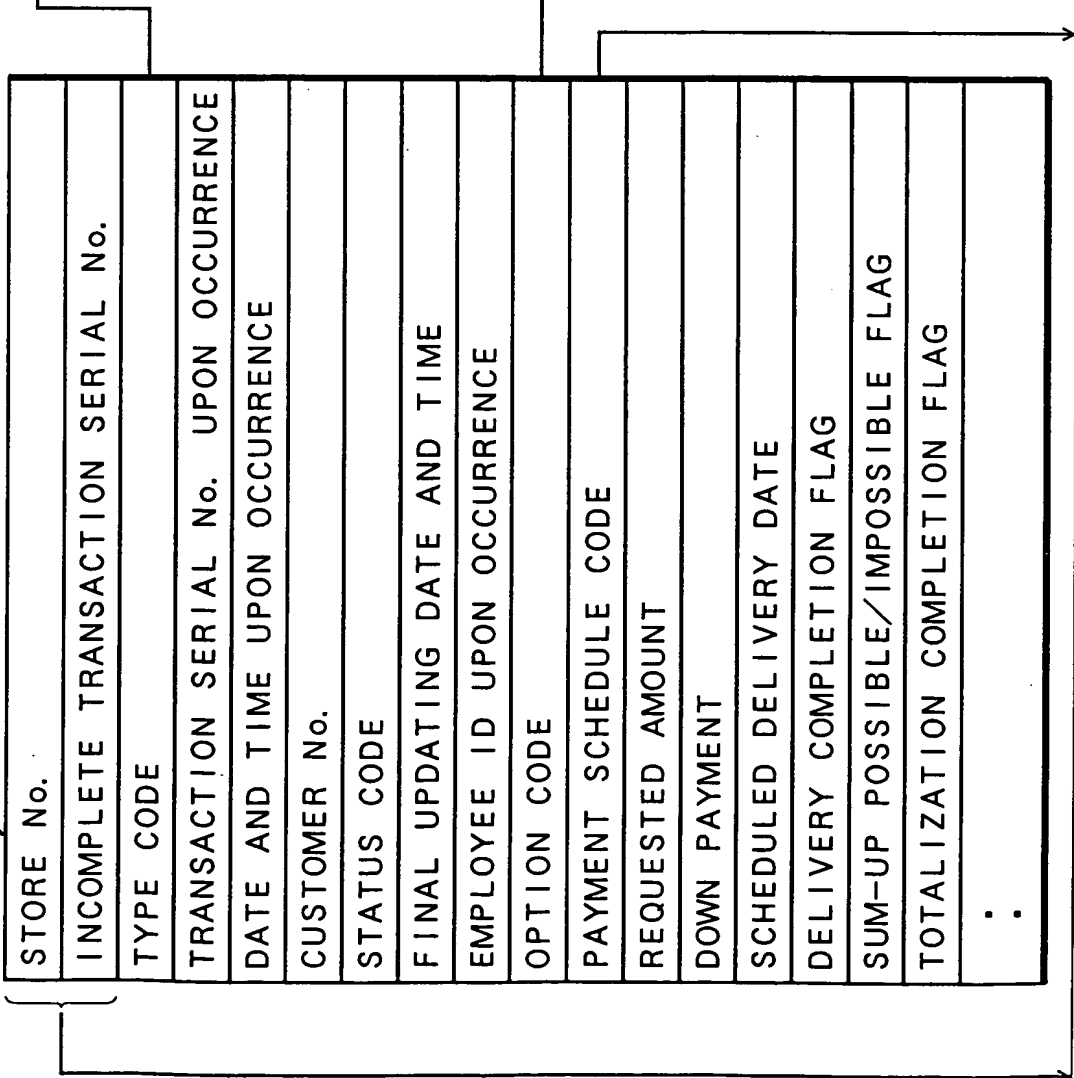 STORE No.
INCOMPLETE TRANSACTION SERIAL No.
TYPE CODE
TRANSACTION SERIAL No. UPON OCCURRENCE
DATE AND TIME UPON OCCURRENCE
CUSTOMER No.
STATUS CODE
FINAL UPDATING DATE AND TIME
EMPLOYEE ID UPON OCCURRENCE
OPTION CODE
PAYMENT SCHEDULE CODE
REQUESTED AMOUNT
DOWN PAYMENT
SCHEDULED DELIVERY DATE
DELIVERY COMPLETION FLAG
SUM-UP POSSIBLE/IMPOSSIBLE FLAG
TOTALIZATION COMPLETION FLAG
: